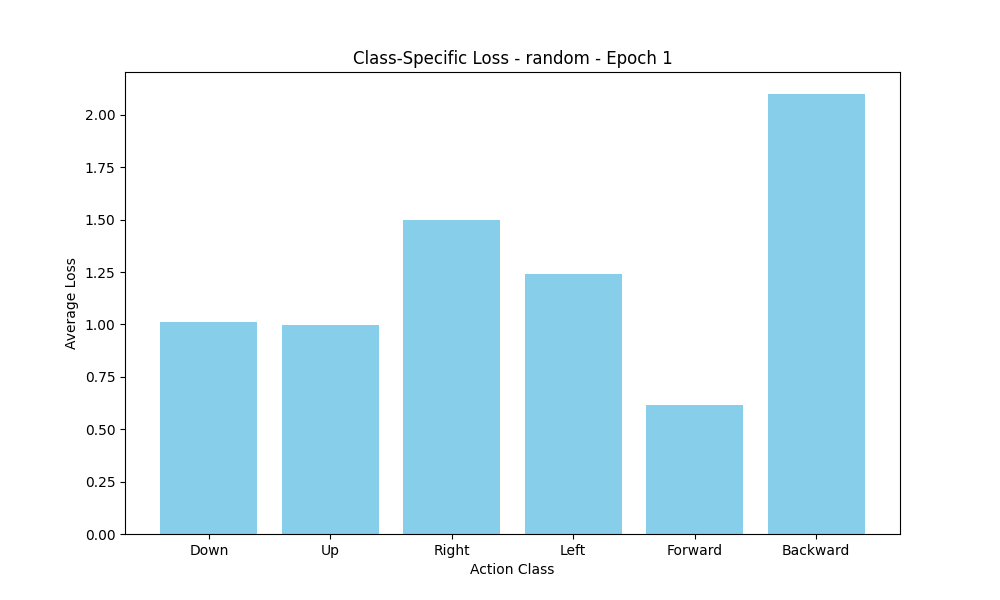 Class-Specific Loss - random - Epoch 1
Average Loss
2.00
1.75
1.50
1.25
1.00
0.75
0.50
0.25
0.00
Down Up Right Left Forward Backward
Action Class